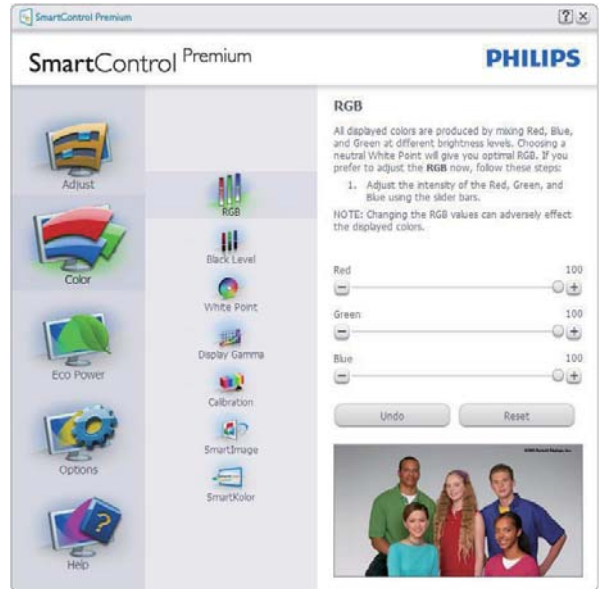 SmartControl Premium
SmartControl Premium
PHILIPS
Adjust
Color
Eco Power
Options
Help
RGB
Black Level
White Point
Display Gamma
Calibration
SmartImage
SmartKolor
RGB
All displayed colors are produced by mixing Red, Blue,
and Green at different brightness levels. Choosing a
neutral White Point will give you optimal RGB. If you
prefer to adjust the RGB now, follow these steps:
1. Adjust the intensity of the Red, Green, and
Blue using the slider bars.
NOTE: Changing the RGB values can adversely effect
the displayed colors.
Red 100
Green 100
Blue 100
Undo Reset